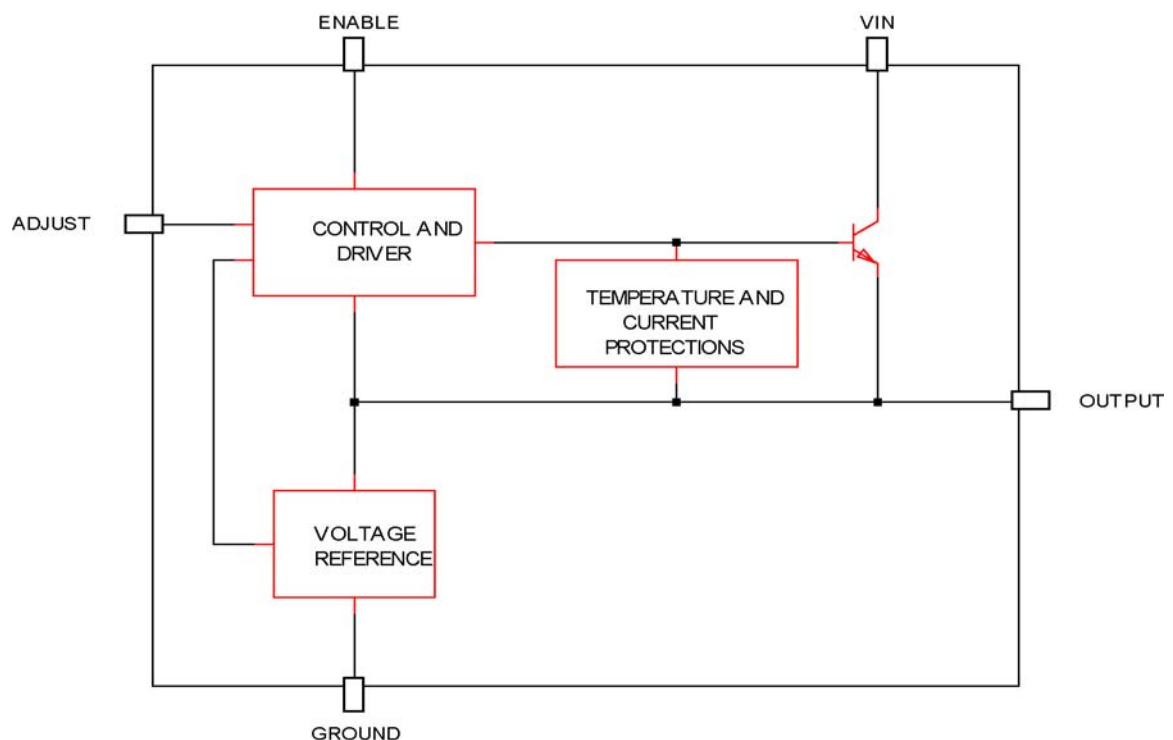 ENABLE
VIN
ADJUST
CONTROL AND
DRIVER
TEMPERATURE AND
CURRENT
PROTECTIONS
OUTPUT
VOLTAGE
REFERENCE
GROUND